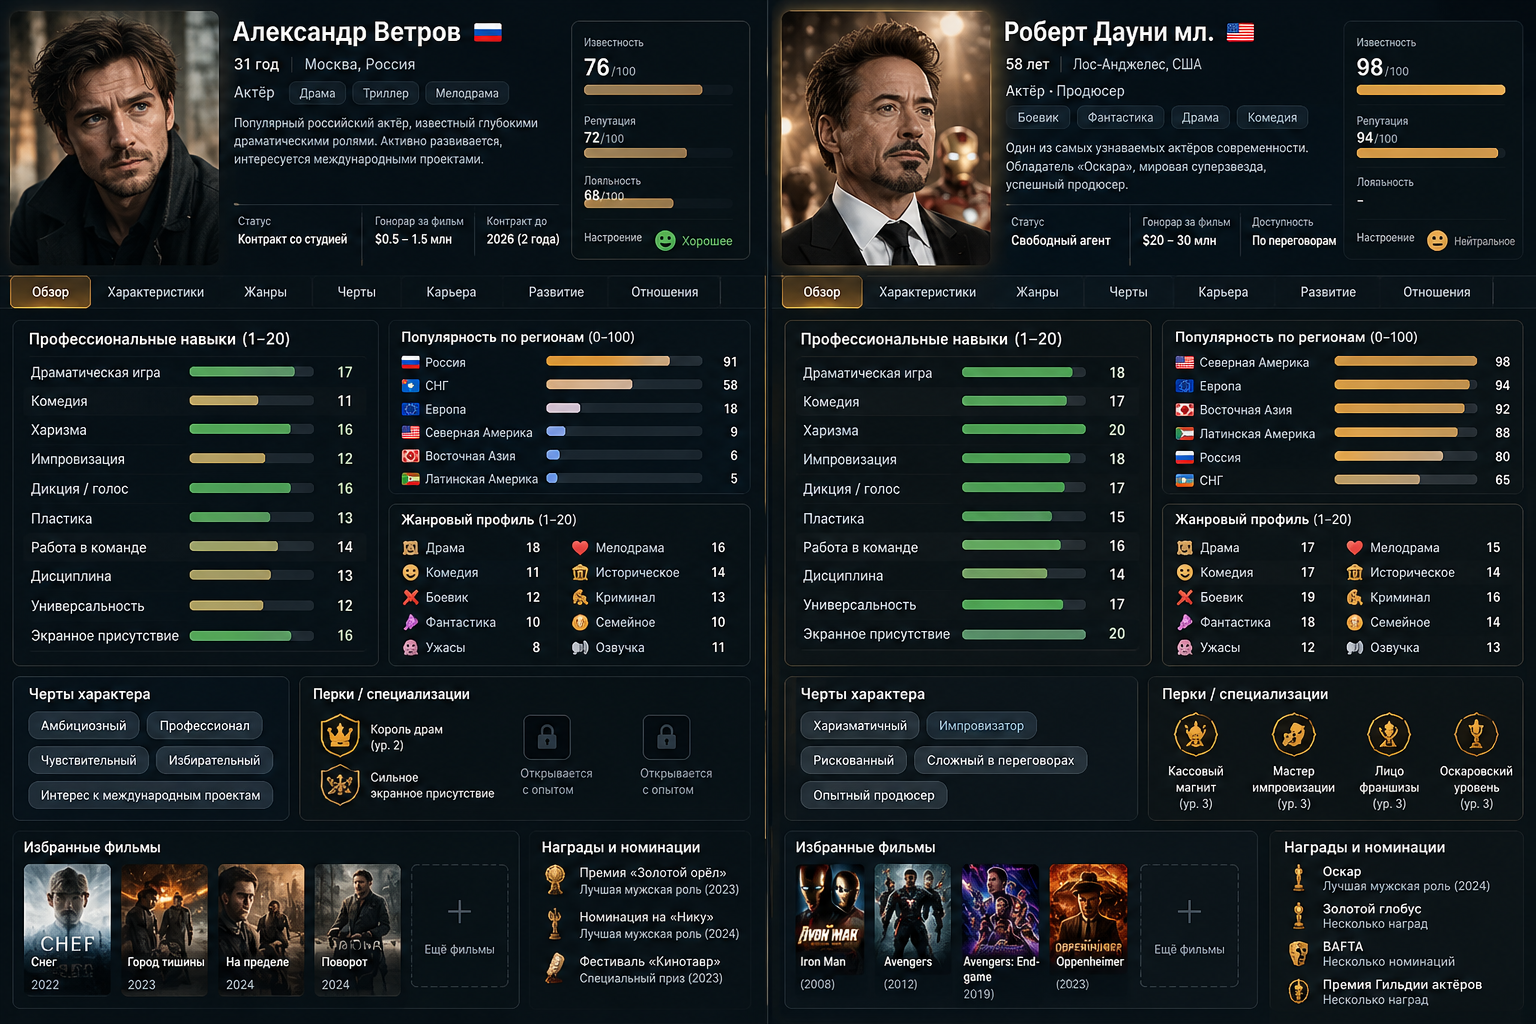 Александр Ветров
31 год
Москва, Россия
Актёр
Драма
Триллер
Мелодрама
Популярный российский актёр, известный глубокими
драматическими ролями. Активно развивается,
интересуется международными проектами.
Статус
Контракт со студией
Гонорар за фильм
$0.5 – 1.5 млн
Контракт до
2026 (2 года)
Известность
76/100
Репутация
72/100
Лояльность
68/100
Настроение
Хорошее
Обзор
Характеристики
Жанры
Черты
Карьера
Развитие
Отношения
Профессиональные навыки (1–20)
Драматическая игра 17
Комедия 11
Харизма 16
Импровизация 12
Дикция / голос 16
Пластика 13
Работа в команде 14
Дисциплина 13
Универсальность 12
Экранное присутствие 16
Популярность по регионам (0–100)
Россия 91
СНГ 58
Европа 18
Северная Америка 9
Восточная Азия 6
Латинская Америка 5
Жанровый профиль (1–20)
Драма 18
Мелодрама 16
Комедия 11
Историческое 14
Боевик 12
Криминал 13
Фантастика 10
Семейное 10
Ужасы 8
Озвучка 11
Черты характера
Амбициозный
Профессионал
Чувствительный
Избирательный
Интерес к международным проектам
Перки / специализации
Король драм
(ур. 2)
Сильное
экранное присутствие
Открывается
с опытом
Открывается
с опытом
Избранные фильмы
CHEF
Снег
2022
Город тишины
2023
На пределе
2024
Поворот
2024
Ещё фильмы
Награды и номинации
Премия «Золотой орёл»
Лучшая мужская роль (2023)
Номинация на «Нику»
Лучшая мужская роль (2024)
Фестиваль «Кинотавр»
Специальный приз (2023)
Роберт Дауни мл.
58 лет
Лос-Анджелес, США
Актёр • Продюсер
Боевик
Фантастика
Драма
Комедия
Один из самых узнаваемых актёров современности.
Обладатель «Оскара», мировая суперзвезда,
успешный продюсер.
Статус
Свободный агент
Гонорар за фильм
$20 – 30 млн
Доступность
По переговорам
Известность
98/100
Репутация
94/100
Лояльность
–
Настроение
Нейтральное
Обзор
Характеристики
Жанры
Черты
Карьера
Развитие
Отношения
Профессиональные навыки (1–20)
Драматическая игра 18
Комедия 17
Харизма 20
Импровизация 18
Дикция / голос 17
Пластика 15
Работа в команде 16
Дисциплина 14
Универсальность 17
Экранное присутствие 20
Популярность по регионам (0–100)
Северная Америка 98
Европа 94
Восточная Азия 92
Латинская Америка 88
Россия 80
СНГ 65
Жанровый профиль (1–20)
Драма 17
Мелодрама 15
Комедия 17
Историческое 14
Боевик 19
Криминал 16
Фантастика 18
Семейное 14
Ужасы 12
Озвучка 13
Черты характера
Харизматичный
Импровизатор
Рискованный
Сложный в переговорах
Опытный продюсер
Перки / специализации
Кассовый
магнит
(ур. 3)
Мастер
импровизации
(ур. 3)
Лицо
франшизы
(ур. 3)
Оскаровский
уровень
(ур. 3)
Избранные фильмы
Iron Man
(2008)
Avengers
(2012)
Avengers: End-
game
2019)
Oppenheimer
(2023)
Ещё фильмы
Награды и номинации
Оскар
Лучшая мужская роль (2024)
Золотой глобус
Несколько наград
BAFTA
Несколько номинаций
Премия Гильдии актёров
Несколько наград